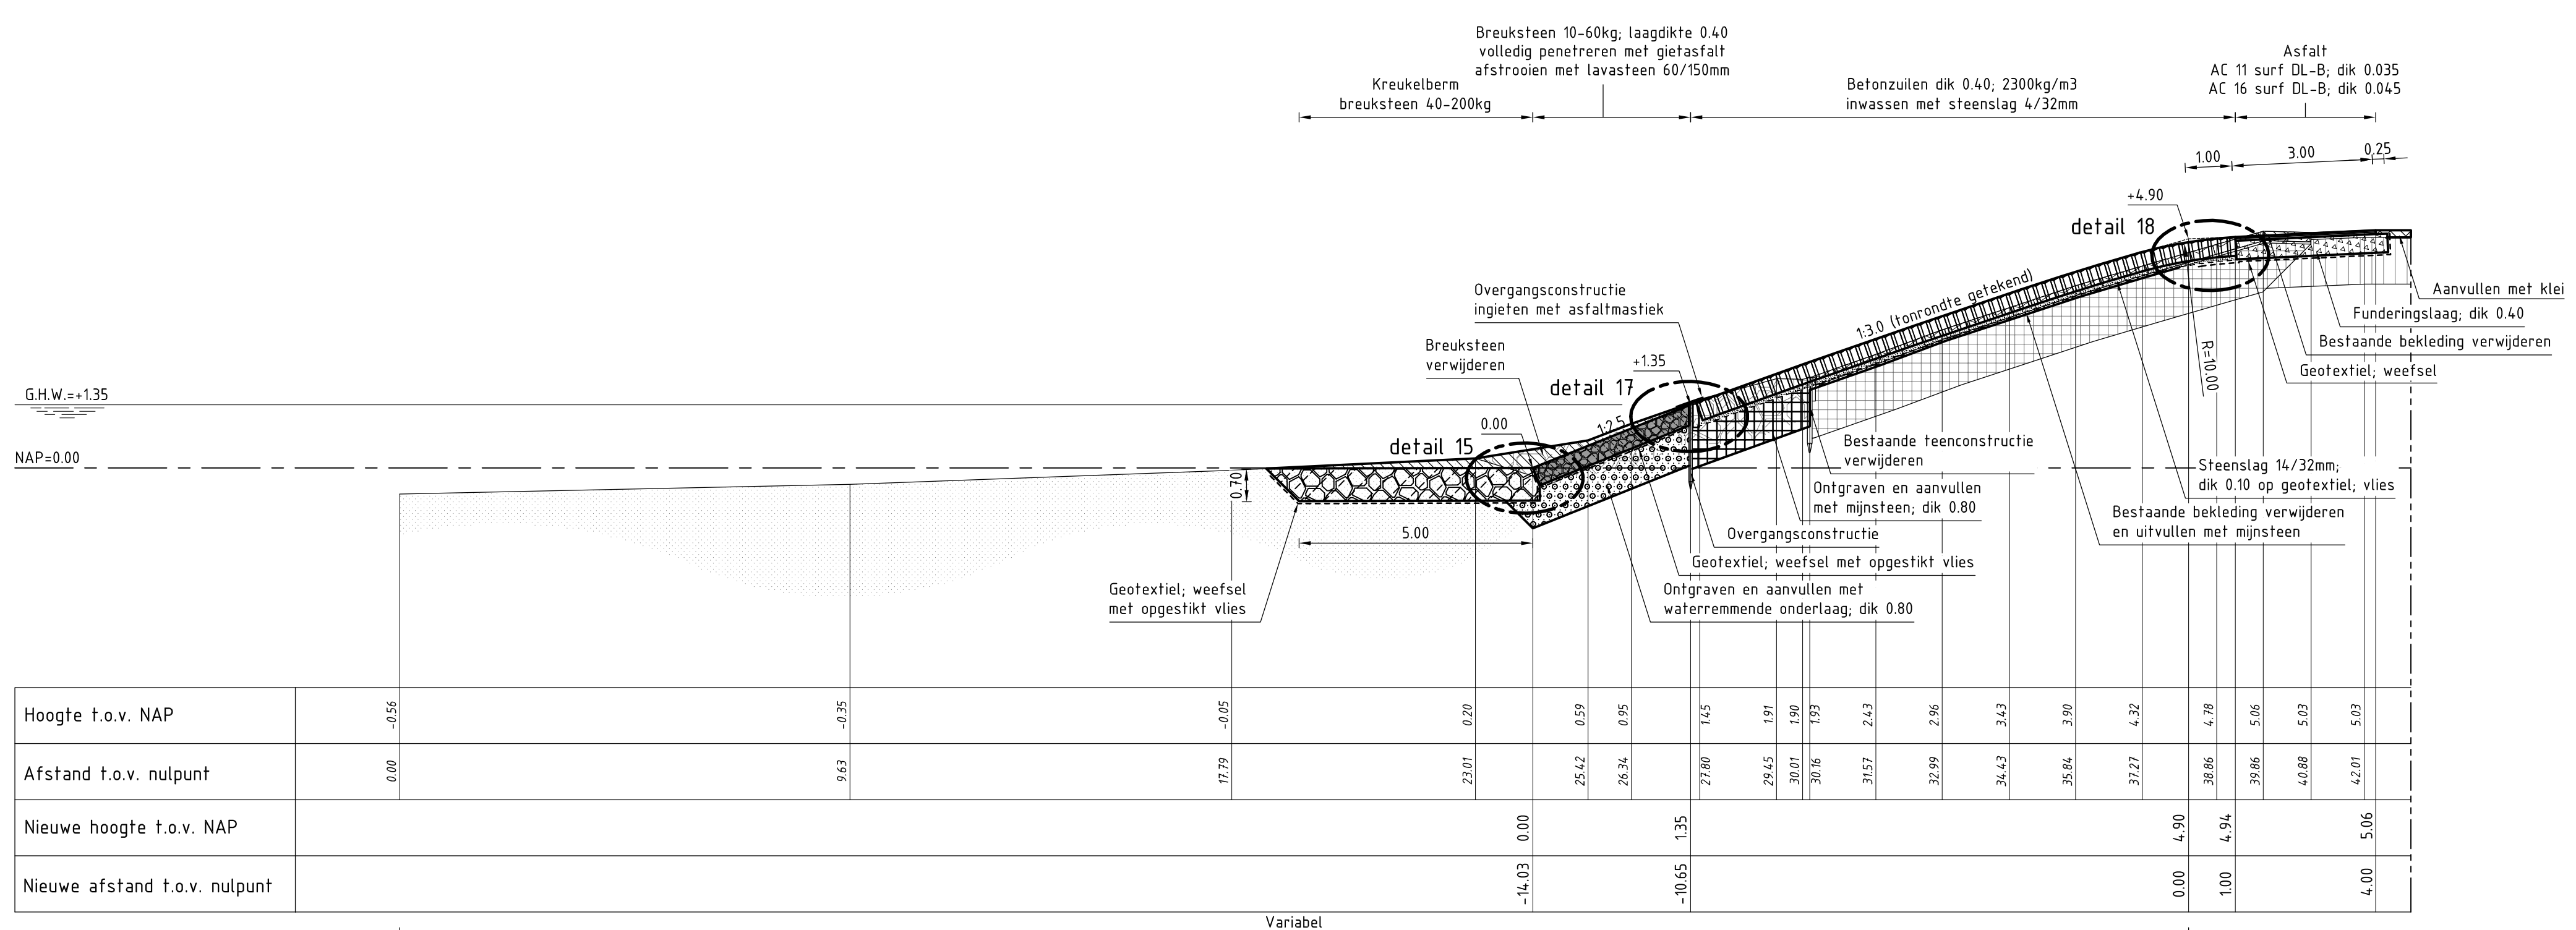 Breuksteen 10-60kg; laagdikte 0.40
volledig penetreren met gietasfalt
afstrooien met lavasteen 60/150mm
Kreukelberm
breuksteen 40-200kg
Betonzuilen dik 0.40; 2300kg/m3
inwassen met steenslag 4/32mm
Asfalt
AC 11 surf DL-B; dik 0.035
AC 16 surf DL-B; dik 0.045
1.00
3.00
0.25
+4.90
detail 18
Overgangsconstructie
ingieten met asfaltmastiek
1:3.0 (tonrondte getekend)
Aanvullen met klei
Funderingslaag; dik 0.40
Bestaande bekleding verwijderen
Geotextiel; weefsel
R=10.00
Breuksteen
verwijderen
+1.35
detail 17
G.H.W.=+1.35
0.00
1:2.5
detail 15
NAP=0.00
0.70
5.00
Bestaande teenconstructie
verwijderen
Steenslag 14/32mm;
dik 0.10 op geotextiel; vlies
Ontgraven en aanvullen
met mijnsteen; dik 0.80
Bestaande bekleding verwijderen
en uitvullen met mijnsteen
Overgangsconstructie
Geotextiel; weefsel met opgestikt vlies
Geotextiel; weefsel
met opgestikt vlies
Ontgraven en aanvullen met
waterremmende onderlaag; dik 0.80
Hoogte t.o.v. NAP -0.56 -0.35 -0.05 0.20 0.59 0.95 1.45 1.91 1.90 1.93 2.43 2.96 3.43 3.90 4.32 4.78 5.06 5.03 5.03
Afstand t.o.v. nulpunt 0.00 9.63 17.79 23.01 25.42 26.34 27.80 29.45 30.01 30.16 31.57 32.99 34.43 35.84 37.27 38.86 39.86 40.88 42.01
Nieuwe hoogte t.o.v. NAP 0.00 1.35 4.90 4.94 5.06
Nieuwe afstand t.o.v. nulpunt -14.03 -10.65 0.00 1.00 4.00
Variabel